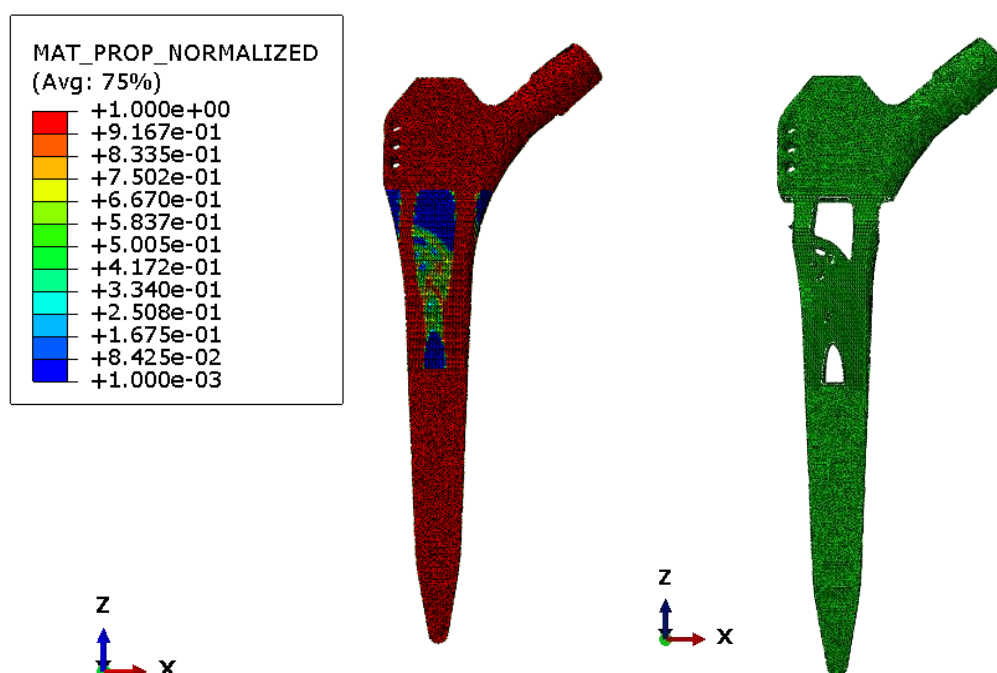 MAT_PROP_NORMALIZED
(Avg: 75%)
+1.000e+00
+9.167e-01
+8.335e-01
+7.502e-01
+6.670e-01
+5.837e-01
+5.005e-01
+4.172e-01
+3.340e-01
+2.508e-01
+1.675e-01
+8.425e-02
+1.000e-03
Z
X
Z
X